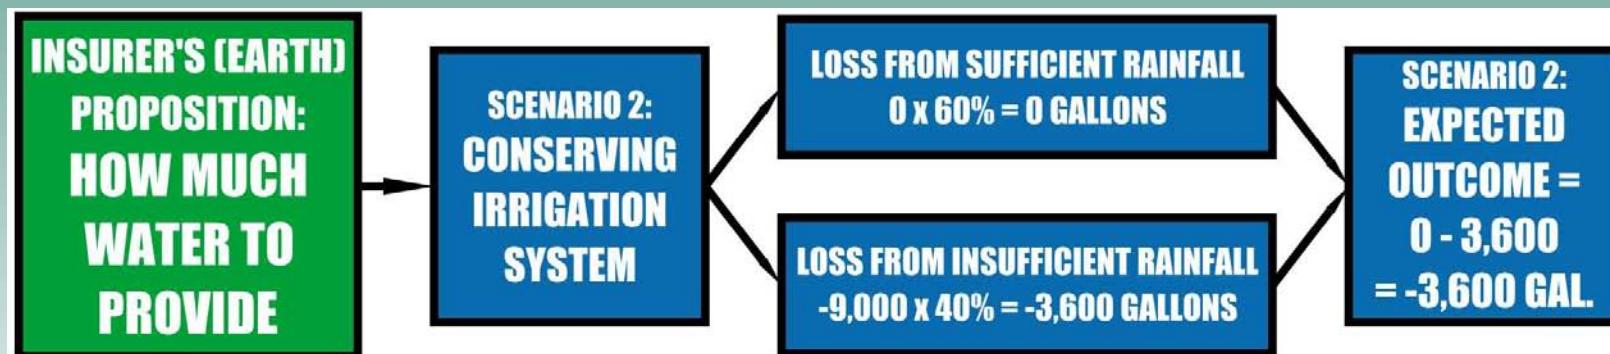 INSURER'S (EARTH)
PROPOSITION:
HOW MUCH
WATER TO
PROVIDE
SCENARIO 2:
CONSERVING
IRRIGATION
SYSTEM
LOSS FROM SUFFICIENT RAINFALL
0 x 60% = 0 GALLONS
LOSS FROM INSUFFICIENT RAINFALL
-9,000 x 40% = -3,600 GALLONS
SCENARIO 2:
EXPECTED
OUTCOME =
0 - 3,600
= -3,600 GAL.